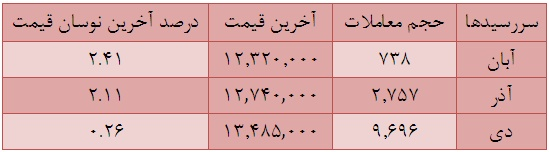 سررسیدها حجم معاملات آخرین قیمت درصد آخرین نوسان قیمت
آبان ۷۳۸ ۱۲,۳۲۰,۰۰۰ ۲.۴۱
آذر ۲,۷۵۷ ۱۲,۷۴۰,۰۰۰ ۲.۱۱
دی ۹,۶۹۶ ۱۳,۴۸۵,۰۰۰ ۰.۲۶